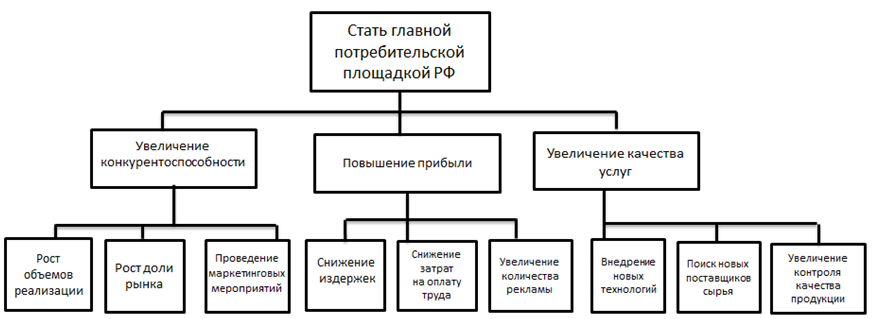 Стать главной
потребительской
площадкой РФ
Увеличение
конкурентоспособности
Повышение прибыли
Увеличение качества
услуг
Рост
объемов
реализации
Рост доли
рынка
Проведение
маркетинговых
мероприятий
Снижение
издержек
Снижение
затрат
на оплату
труда
Увеличение
количества
рекламы
Внедрение
новых
технологий
Поиск новых
поставщиков
сырья
Увеличение
контроля
качества
продукции